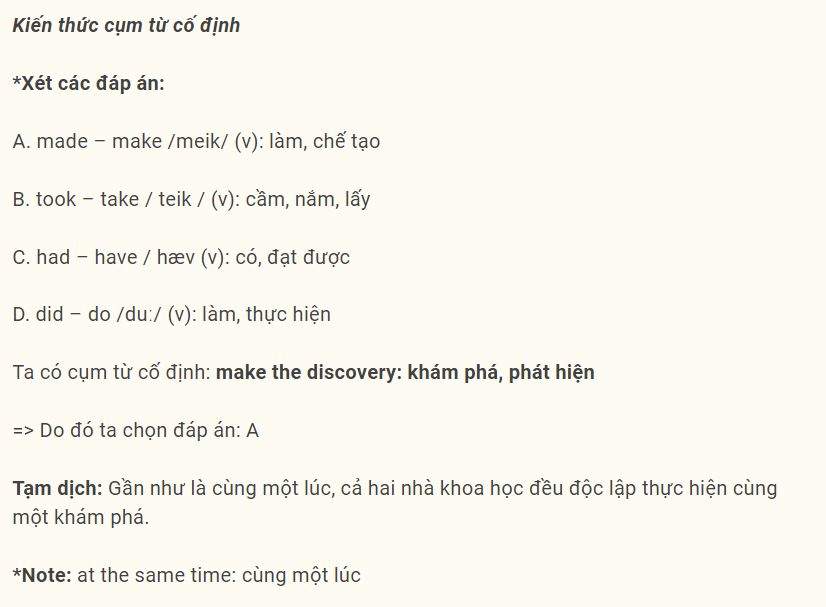 Kiến thức cụm từ cố định
*Xét các đáp án:
A. made – make /meik/ (v): làm, chế tạo
B. took – take / teik / (v): cầm, nắm, lấy
C. had – have / hæv (v): có, đạt được
D. did – do /duː/ (v): làm, thực hiện
Ta có cụm từ cố định: make the discovery: khám phá, phát hiện
=> Do đó ta chọn đáp án: A
Tạm dịch: Gần như là cùng một lúc, cả hai nhà khoa học đều độc lập thực hiện cùng
một khám phá.
*Note: at the same time: cùng một lúc